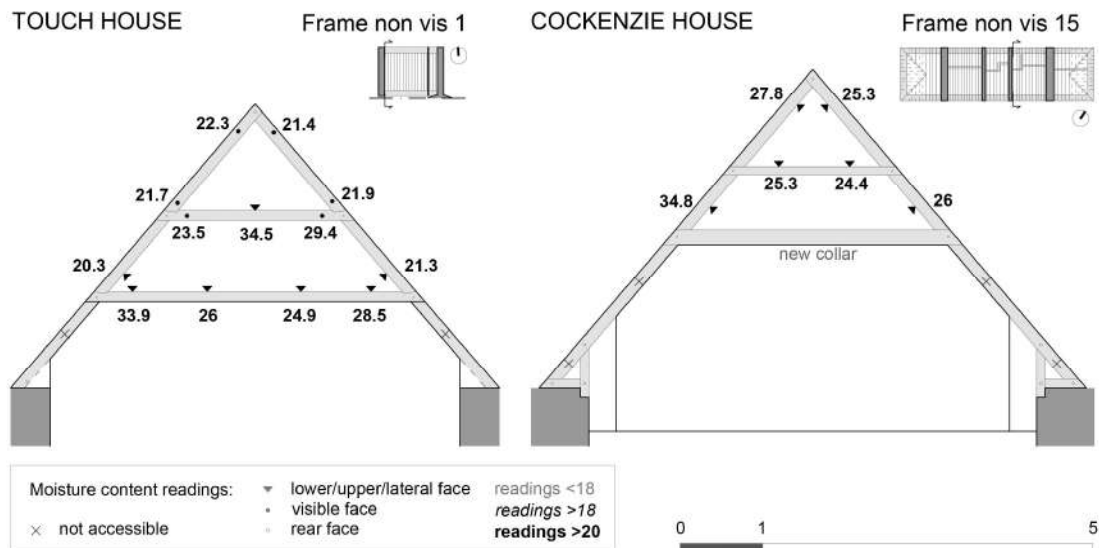 TOUCH HOUSE
Frame non vis 1
COCKENZIE HOUSE
Frame non vis 15
22.3
21.4
21.7
21.9
23.5
34.5
29.4
20.3
21.3
33.9
26
24.9
28.5
27.8
25.3
25.3
24.4
34.8
26
new collar
Moisture content readings:
lower/upper/lateral face
readings <18
visible face
readings >18
not accessible
rear face
readings >20
0
1
5